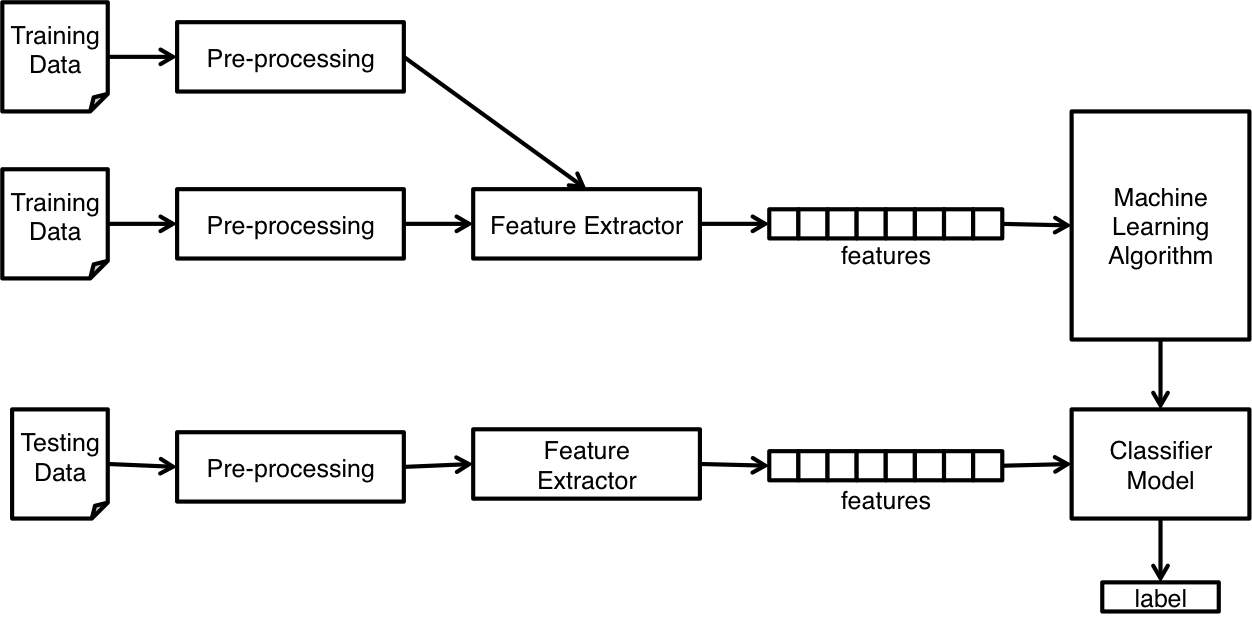 Training
Data
Pre-processing
Training
Data
Pre-processing
Feature Extractor
features
Machine
Learning
Algorithm
Testing
Data
Pre-processing
Feature
Extractor
features
Classifier
Model
label